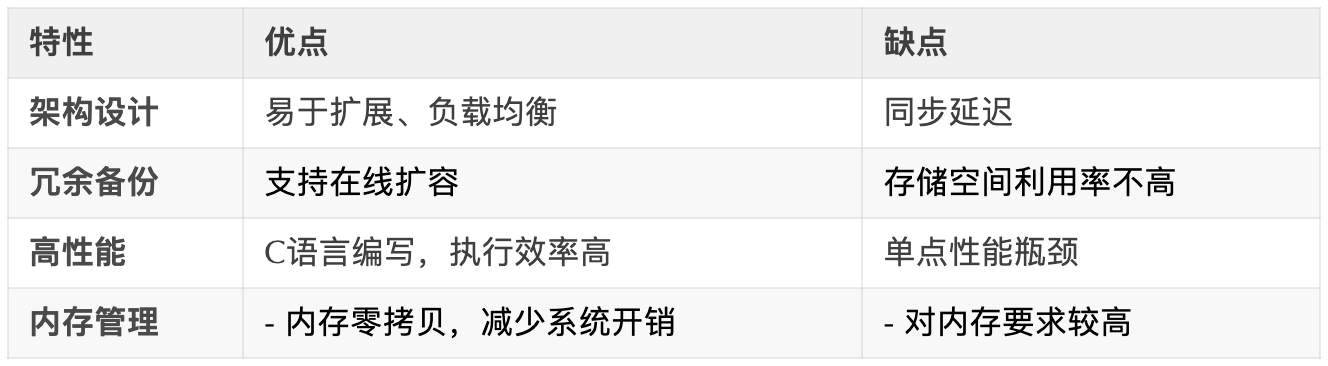 特性 优点 缺点
架构设计 易于扩展、负载均衡 同步延迟
冗余备份 支持在线扩容 存储空间利用率不高
高性能 C语言编写，执行效率高 单点性能瓶颈
内存管理 - 内存零拷贝，减少系统开销 - 对内存要求较高